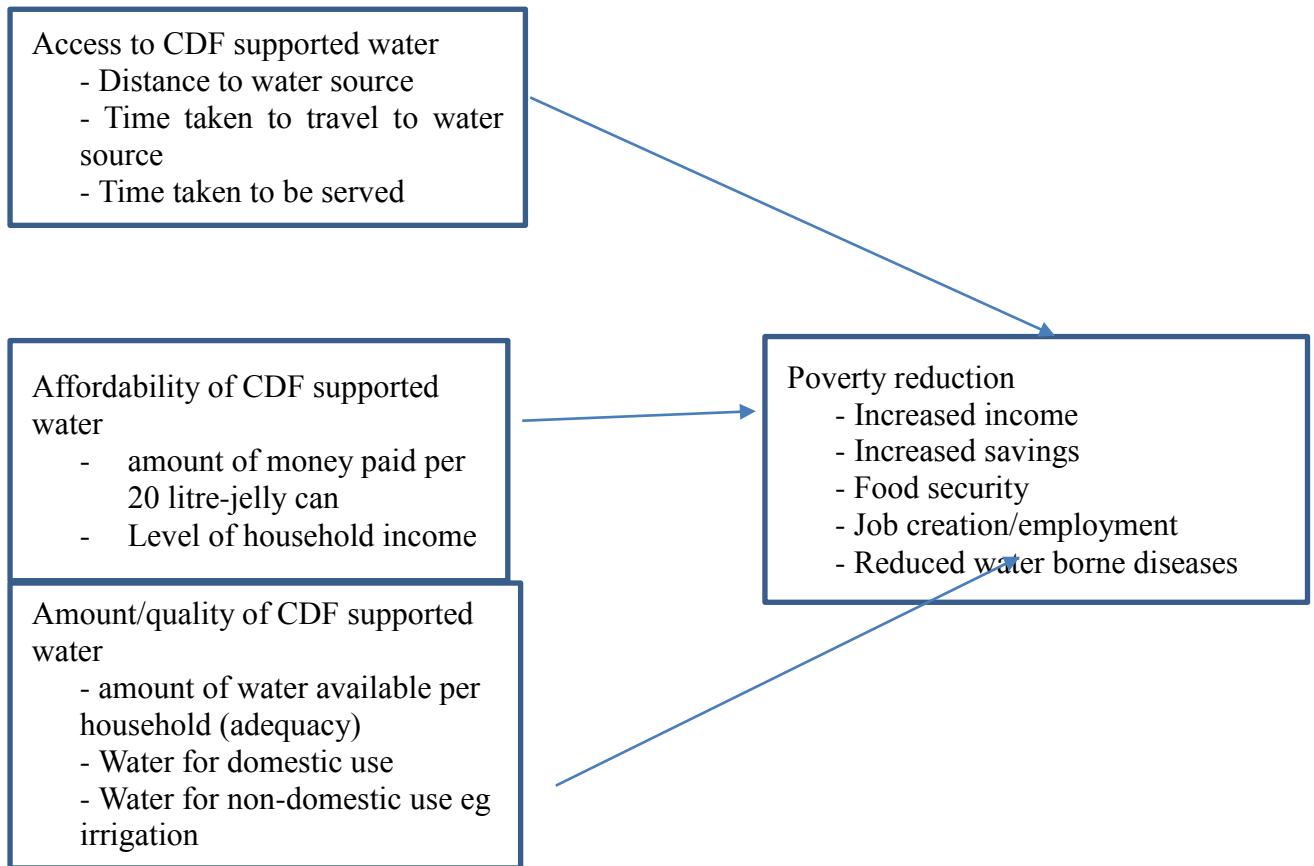 Access to CDF supported water
- Distance to water source
- Time taken to travel to water
source
- Time taken to be served
Affordability of CDF supported
water
- amount of money paid per
20 litre-jelly can
- Level of household income
Amount/quality of CDF supported
water
- amount of water available per
household (adequacy)
- Water for domestic use
- Water for non-domestic use eg
irrigation
Poverty reduction
- Increased income
- Increased savings
- Food security
- Job creation/employment
- Reduced water borne diseases